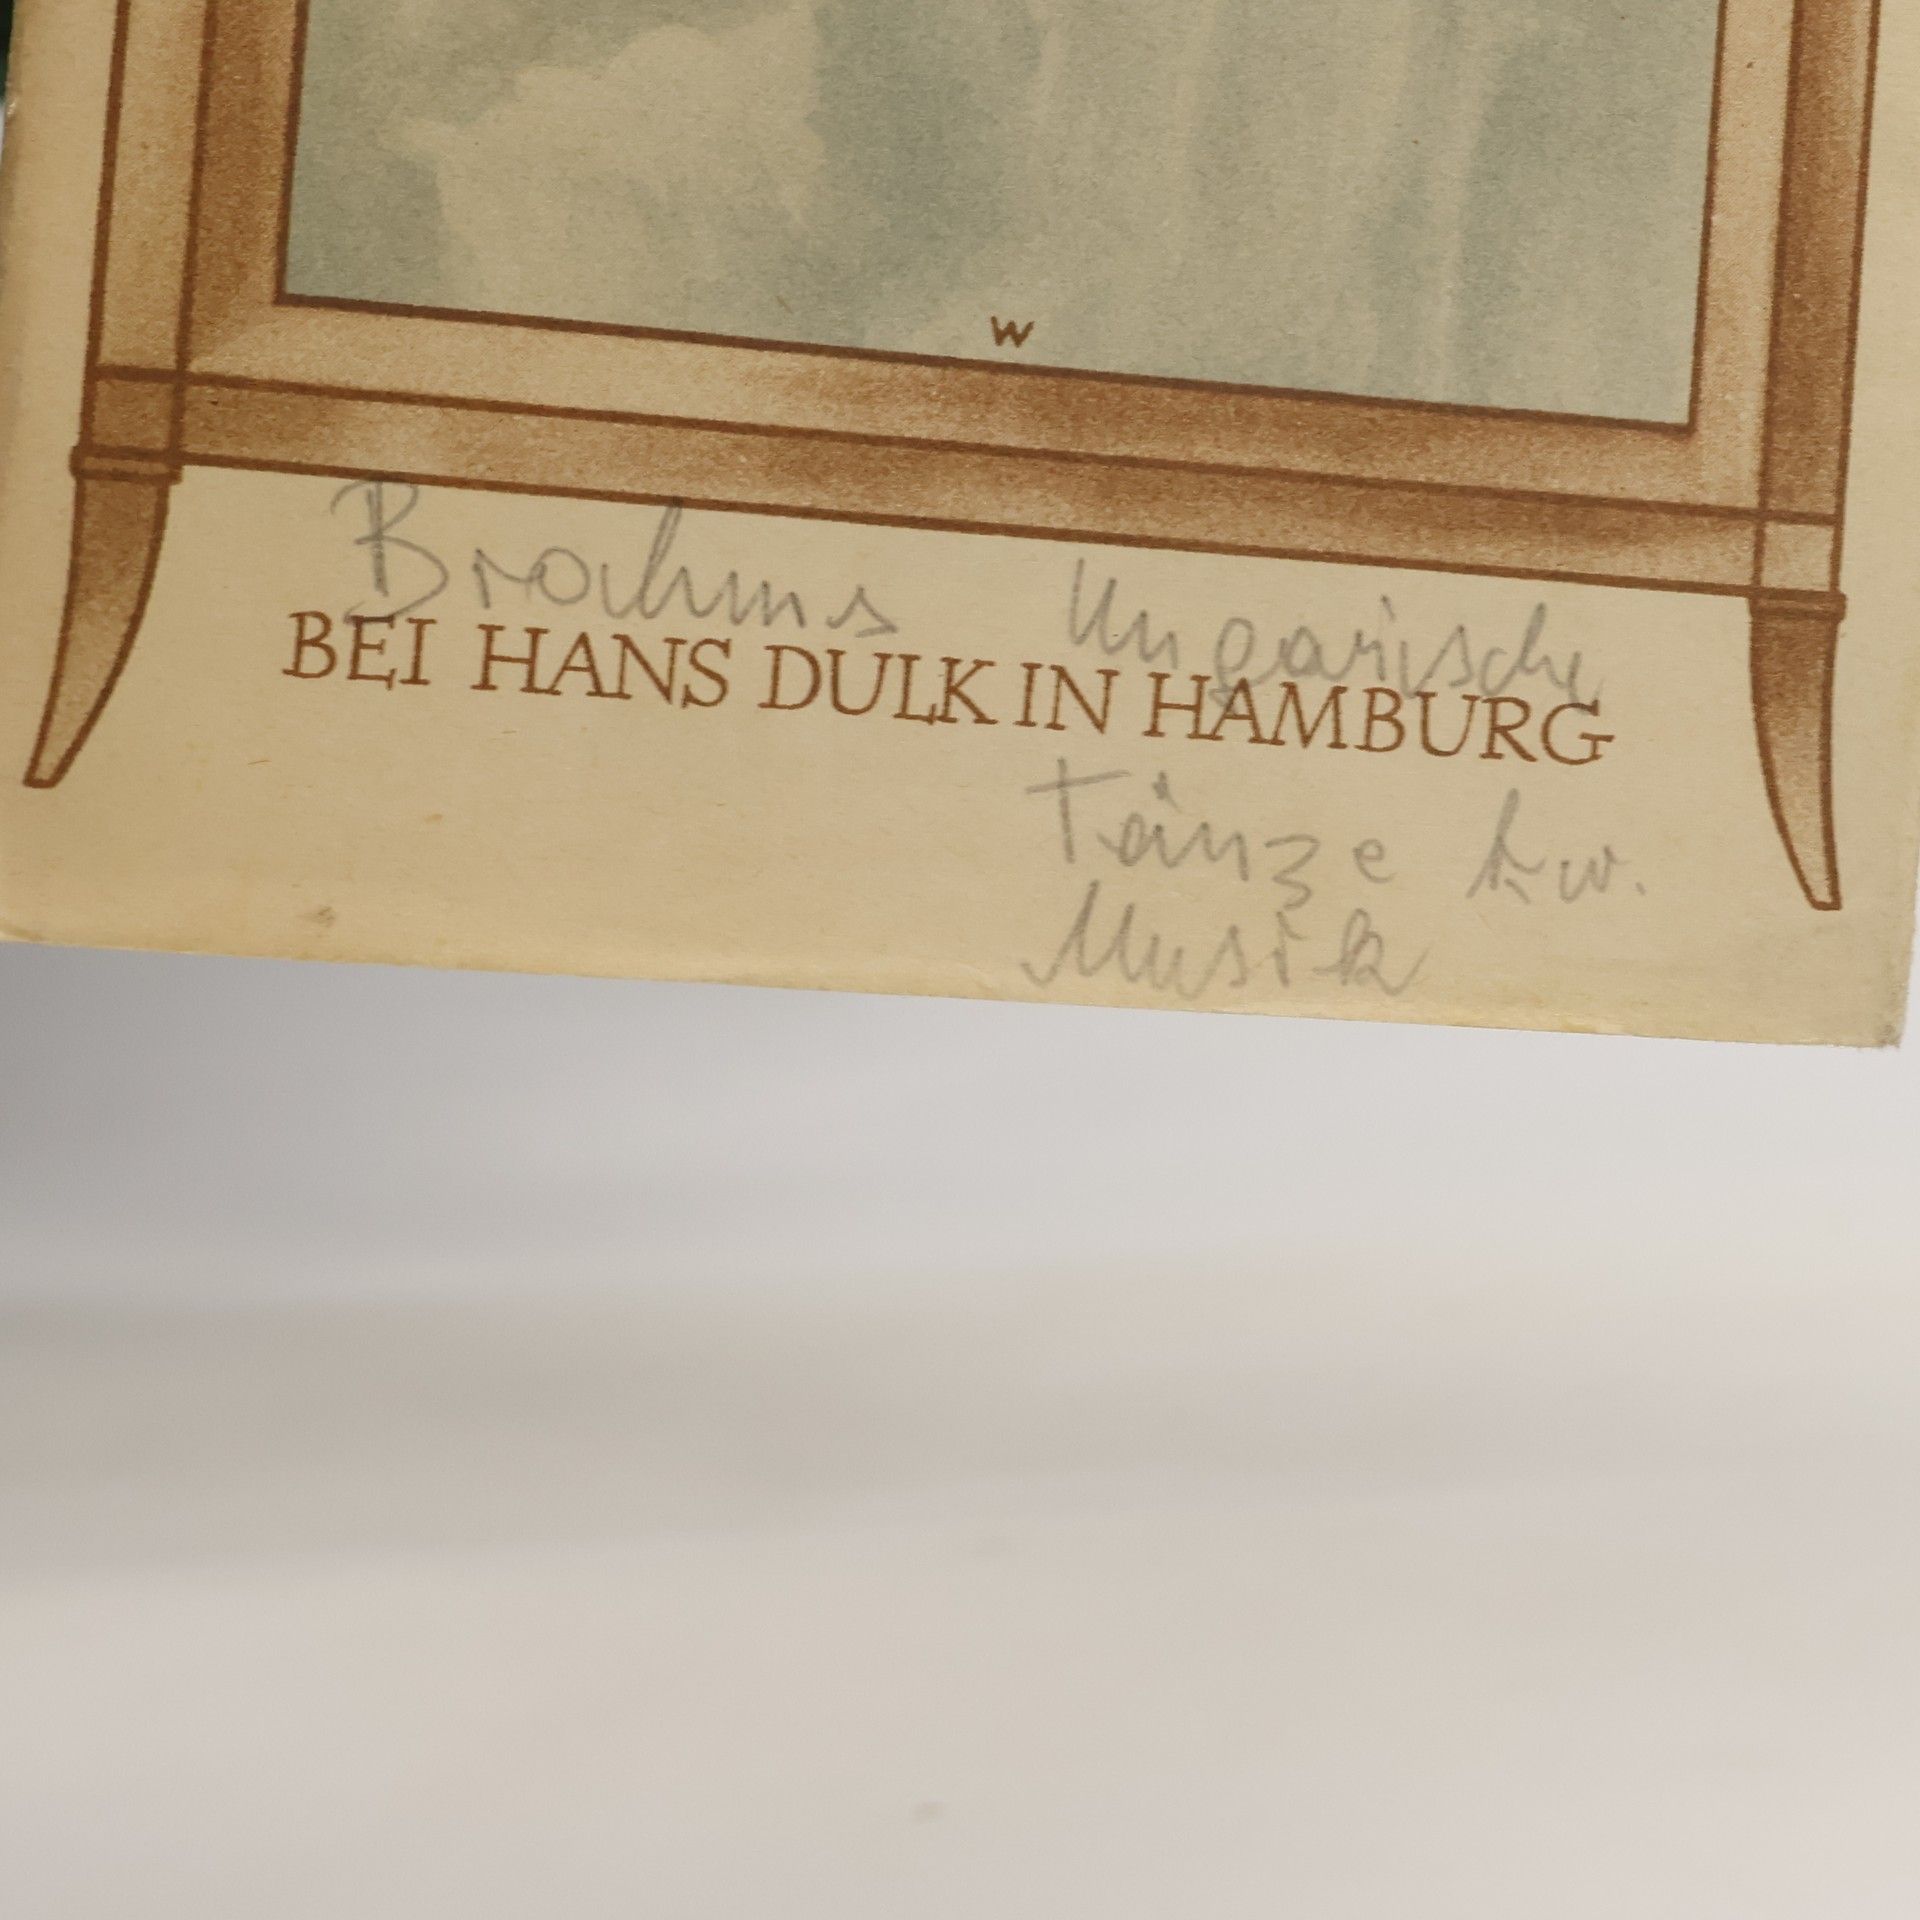 W
Brahms Ungarische
BEI HANS DULK IN HAMBURG
Tänze
Musik